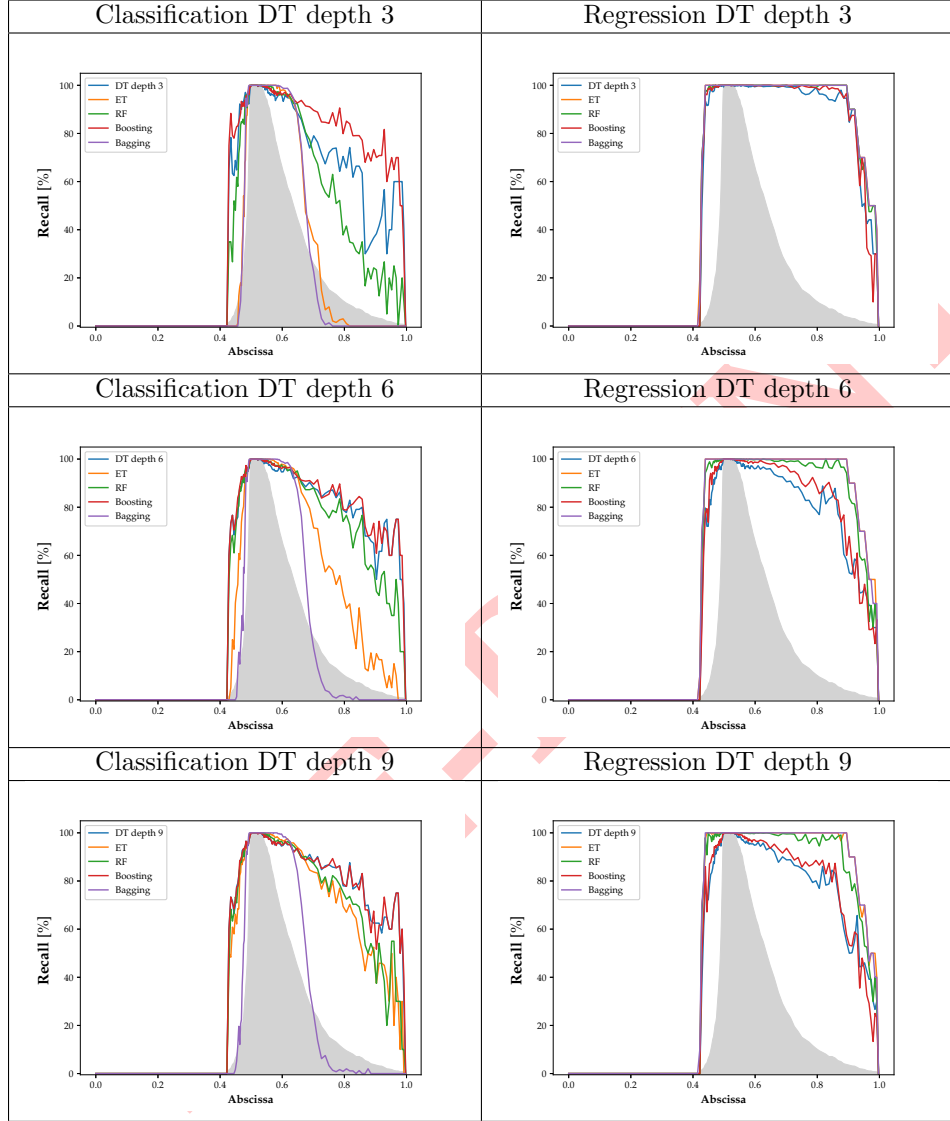 Classification DT depth 3
Regression DT depth 3
100
80
60
40
20
0
Recall [%]
DT depth 3
ET
RF
Boosting
Bagging
0.0 0.2 0.4 0.6 0.8 1.0
Abscissa
100
80
60
40
20
0
Recall [%]
DT depth 3
ET
RF
Boosting
Bagging
0.0 0.2 0.4 0.6 0.8 1.0
Abscissa
Classification DT depth 6
Regression DT depth 6
100
80
60
40
20
0
Recall [%]
DT depth 6
ET
RF
Boosting
Bagging
0.0 0.2 0.4 0.6 0.8 1.0
Abscissa
100
80
60
40
20
0
Recall [%]
DT depth 6
ET
RF
Boosting
Bagging
0.0 0.2 0.4 0.6 0.8 1.0
Abscissa
Classification DT depth 9
Regression DT depth 9
100
80
60
40
20
0
Recall [%]
DT depth 9
ET
RF
Boosting
Bagging
0.0 0.2 0.4 0.6 0.8 1.0
Abscissa
100
80
60
40
20
0
Recall [%]
DT depth 9
ET
RF
Boosting
Bagging
0.0 0.2 0.4 0.6 0.8 1.0
Abscissa